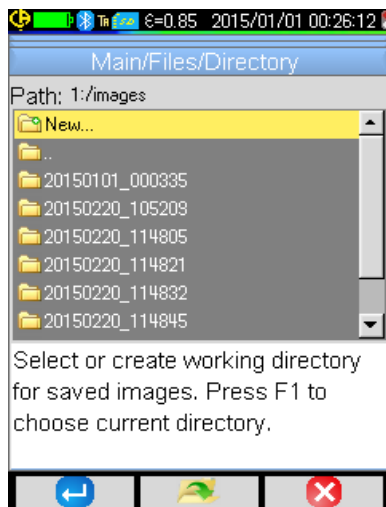 Ta ε=0.85 2015/01/01 00:26:12
Main/Files/Directory
Path: 1:/images
New...
..
20150101_000335
20150220_105209
20150220_114805
20150220_114821
20150220_114832
20150220_114845
Select or create working directory
for saved images. Press F1 to
choose current directory.